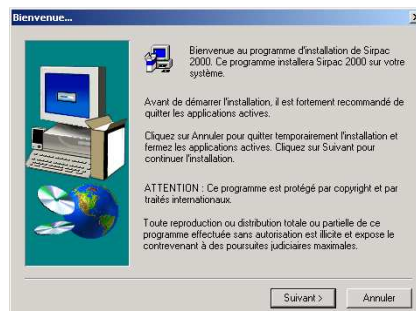 Bienvenue...
Bienvenue au programme d'installation de Sirpac
2000. Ce programme installera Sirpac 2000 sur votre
système.
Avant de démarrer l'installation, il est fortement recommandé de
quitter les applications actives.
Cliquez sur Annuler pour quitter temporairement l'installation et
fermez les applications actives. Cliquez sur Suivant pour
continuer l'installation.
ATTENTION : Ce programme est protégé par copyright et par
traités internationaux.
Toute reproduction ou distribution totale ou partielle de ce
programme effectuée sans autorisation est illicite et expose le
contrevenant à des poursuites judiciaires maximales.
Suivant >
Annuler